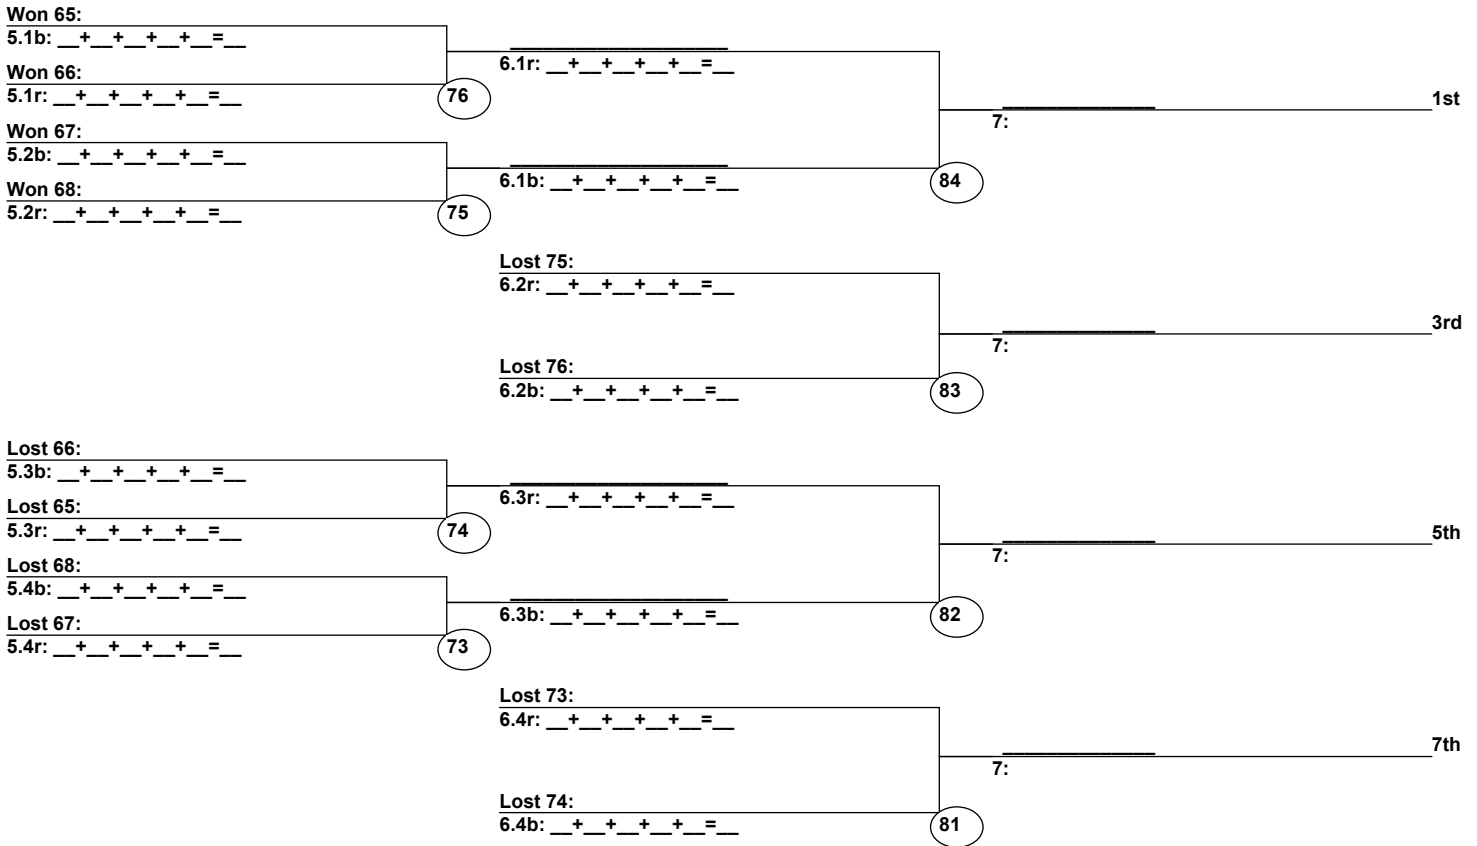 Won 65:
5.1b: __+__+__+__+__=__
____________________
6.1r: __+__+__+__+__=__
Won 66:
5.1r: __+__+__+__+__=__
76
______________
1st
7:
Won 67:
5.2b: __+__+__+__+__=__
____________________
6.1b: __+__+__+__+__=__
84
Won 68:
5.2r: __+__+__+__+__=__
75
Lost 75:
6.2r: __+__+__+__+__=__
______________
3rd
7:
Lost 76:
6.2b: __+__+__+__+__=__
83
Lost 66:
5.3b: __+__+__+__+__=__
____________________
6.3r: __+__+__+__+__=__
Lost 65:
5.3r: __+__+__+__+__=__
74
______________
5th
7:
Lost 68:
5.4b: __+__+__+__+__=__
____________________
6.3b: __+__+__+__+__=__
82
Lost 67:
5.4r: __+__+__+__+__=__
73
Lost 73:
6.4r: __+__+__+__+__=__
______________
7th
7:
Lost 74:
6.4b: __+__+__+__+__=__
81